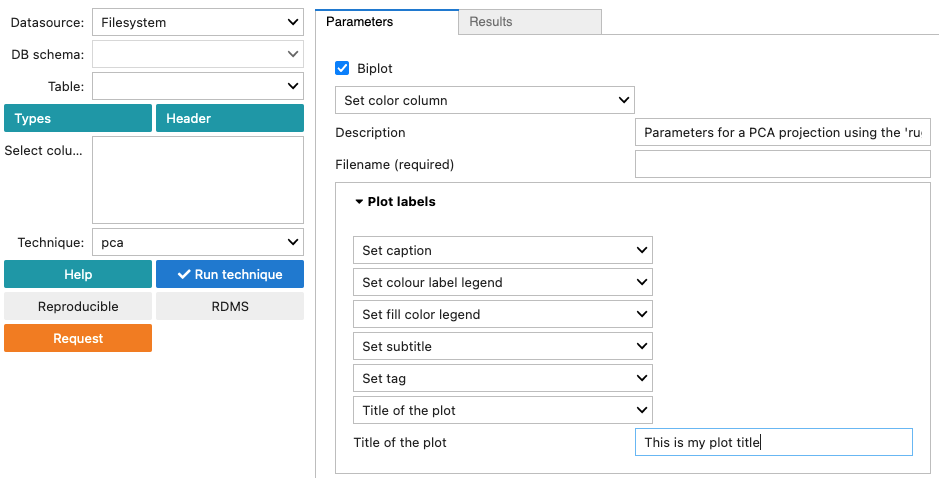 Datasource: Filesystem
DB schema:
Table:
Types Header
Select colu...
Technique: pca
Help Run technique
Reproducible RDMS
Request
Parameters Results
Biplot
Set color column
Description Parameters for a PCA projection using the 'ru
Filename (required)
Plot labels
Set caption
Set colour label legend
Set fill color legend
Set subtitle
Set tag
Title of the plot
Title of the plot This is my plot title